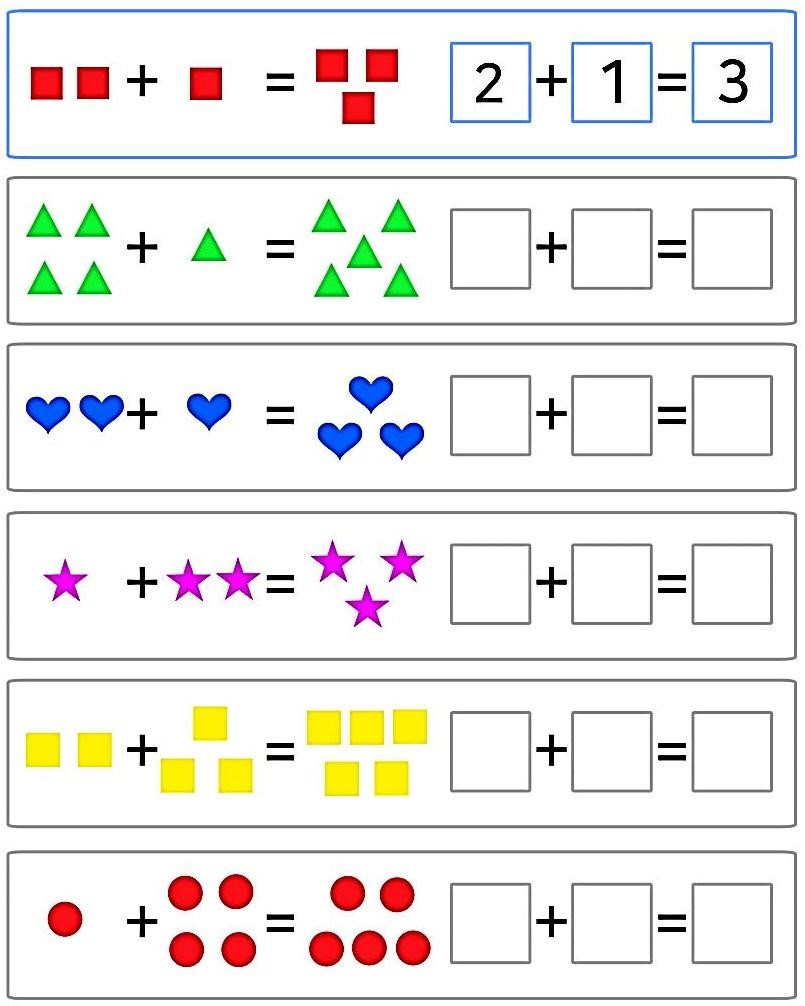 + = 2 + 1 = 3
+ = + =
+ = + =
+ = + =
+ = + =
+ = + =